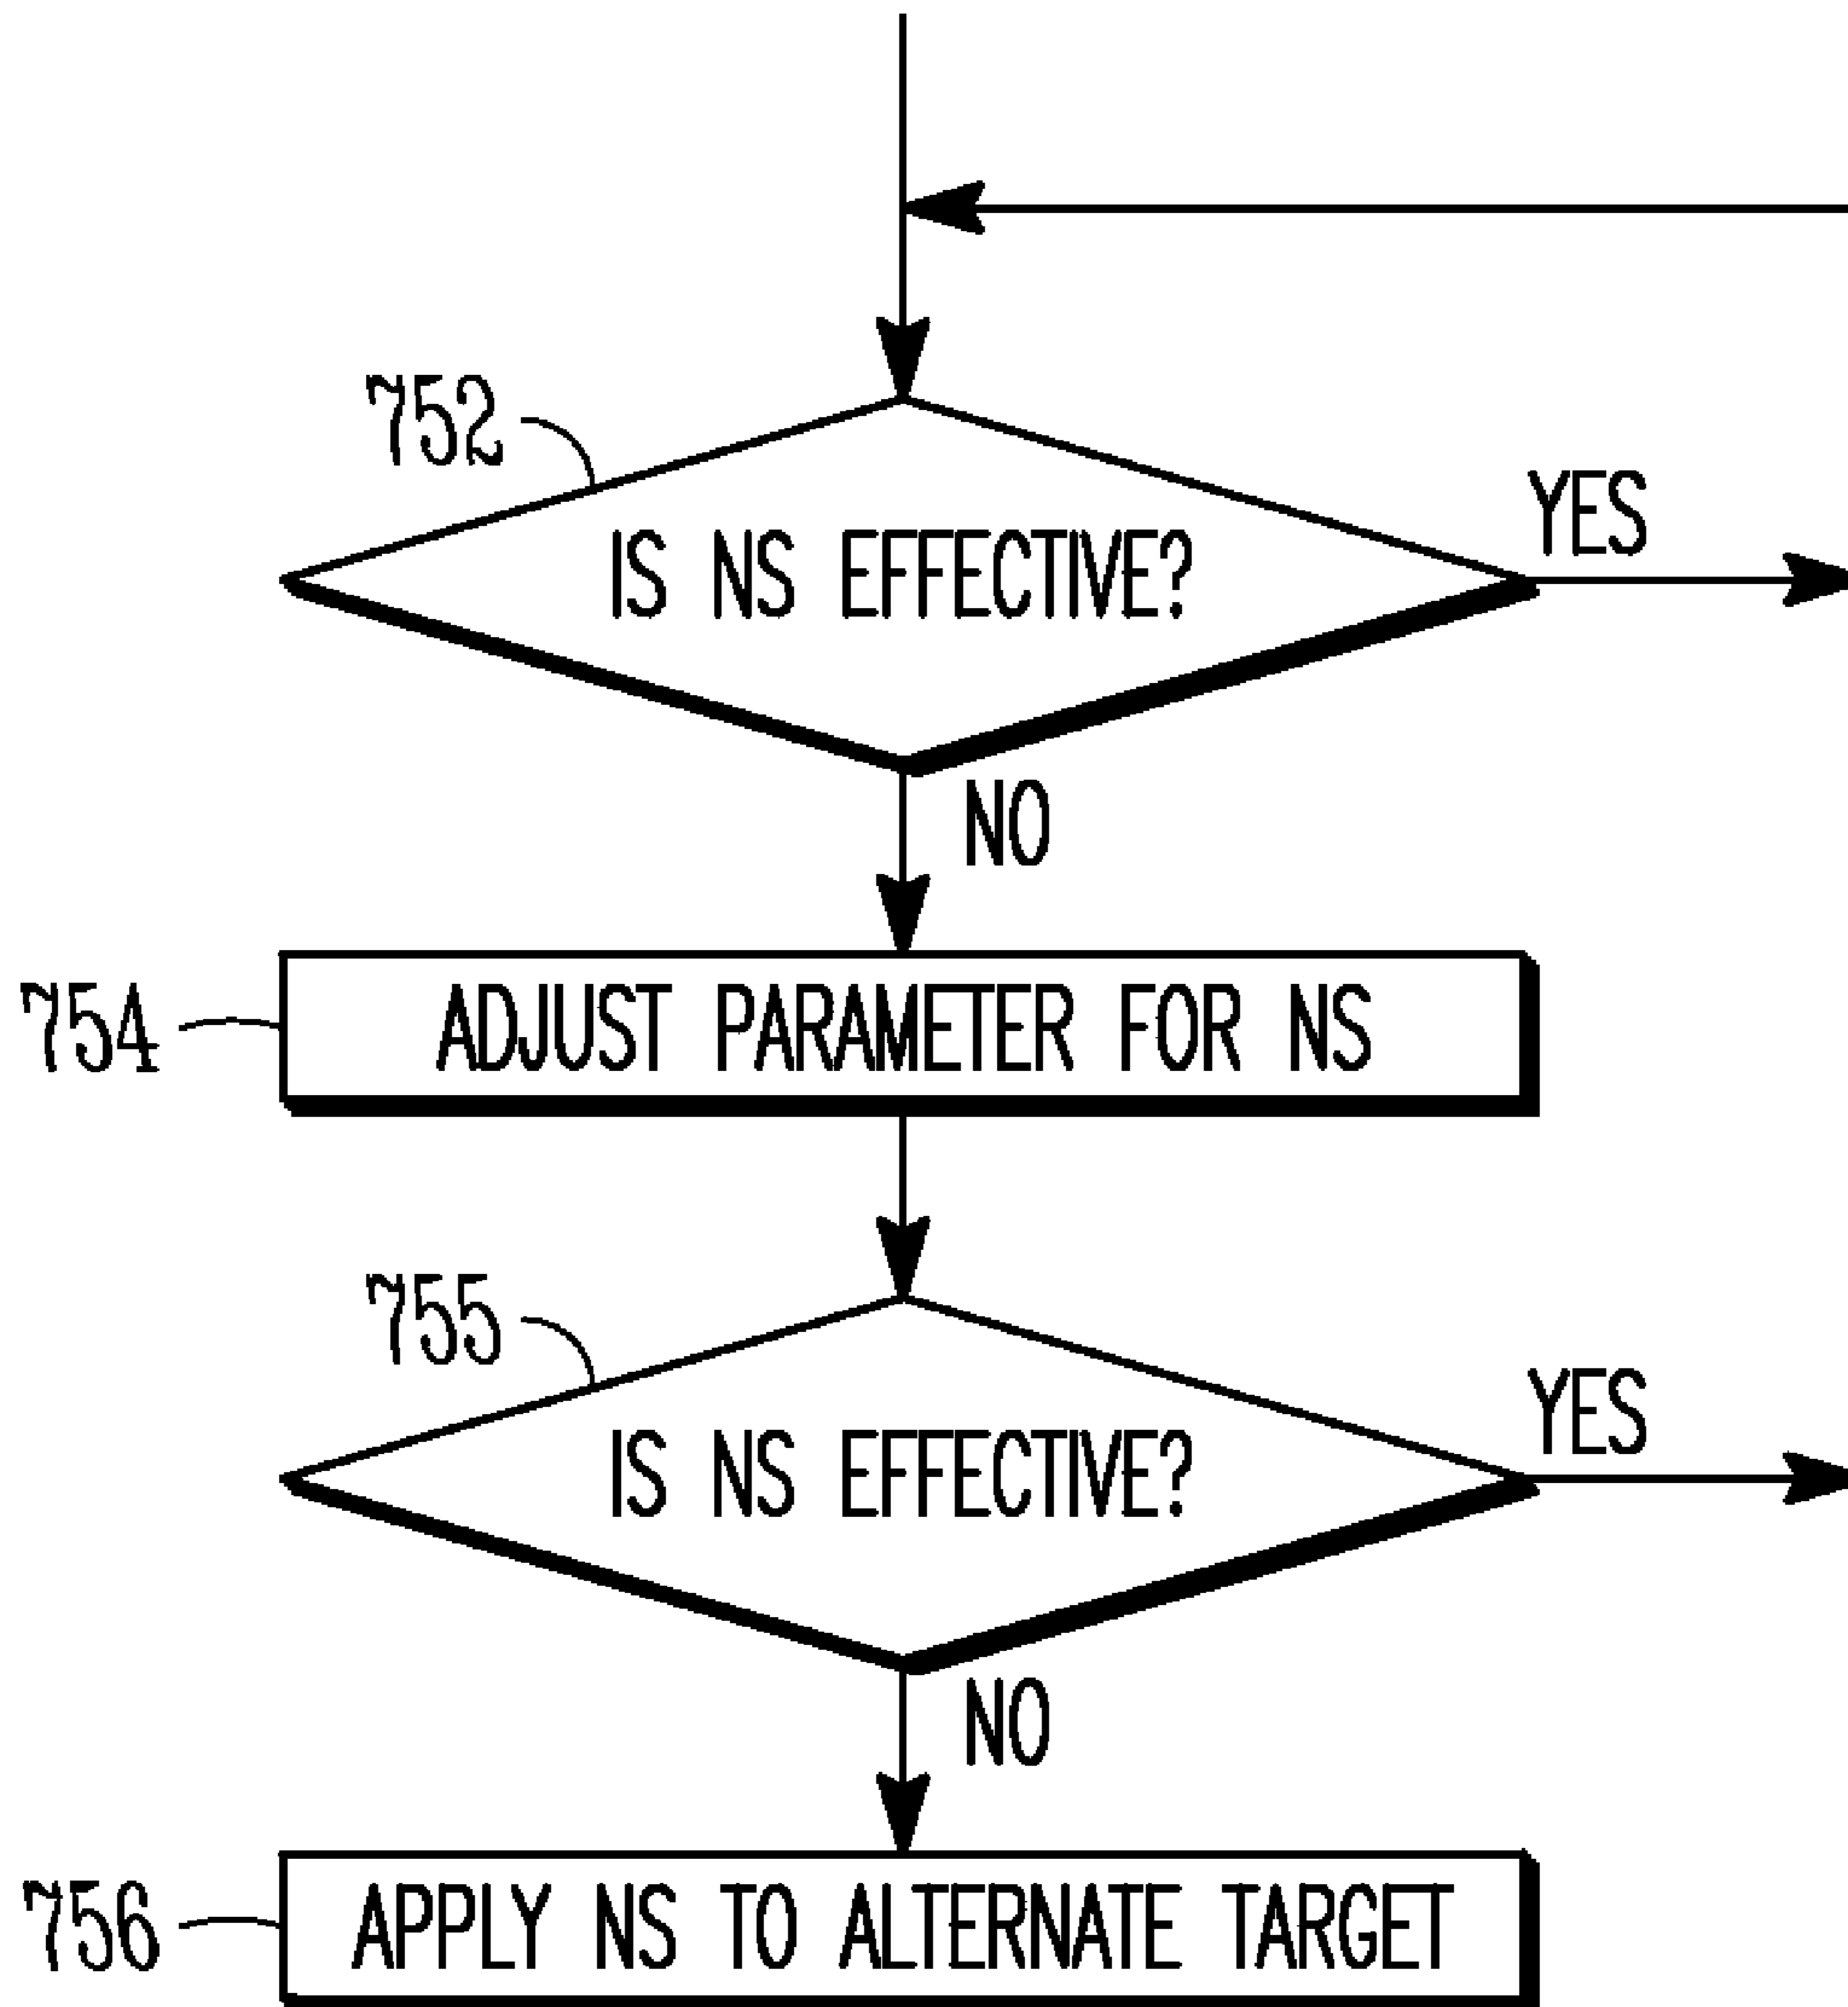 752
YES
IS NS EFFECTIVE?
NO
754
ADJUST PARAMETER FOR NS
755
YES
IS NS EFFECTIVE?
NO
756
APPLY NS TO ALTERNATE TARGET